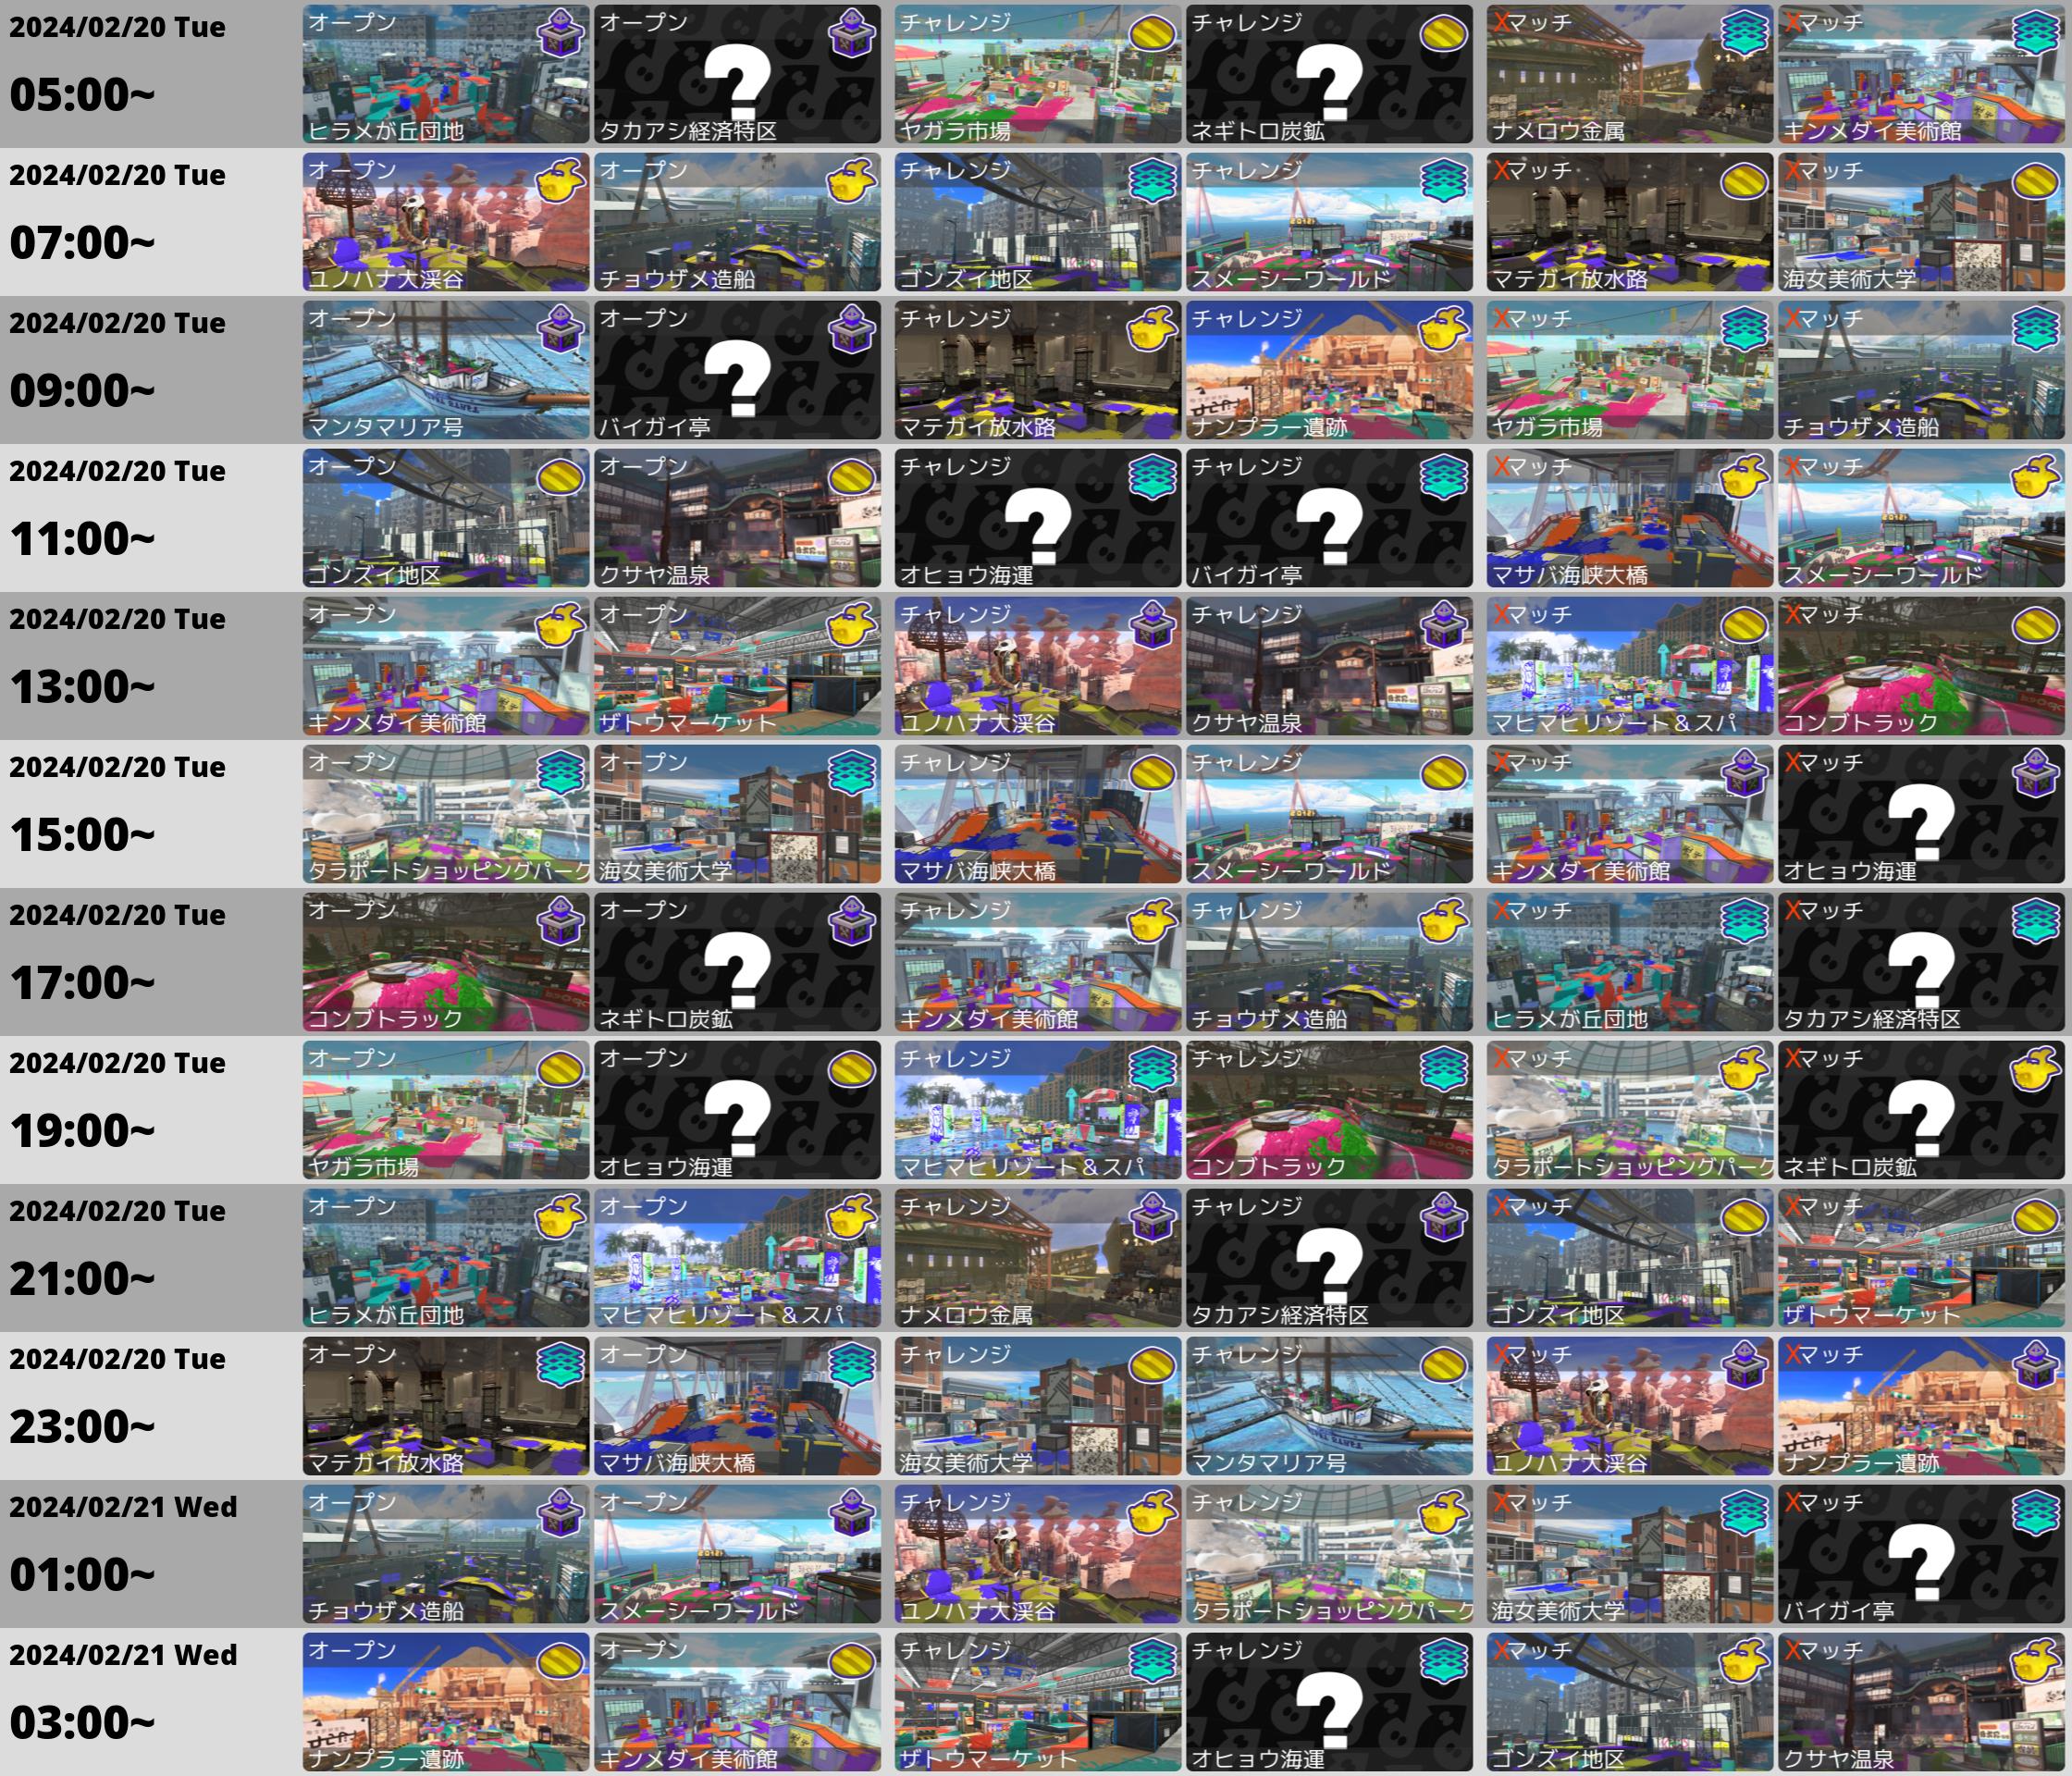 2024/02/20 Tue
05:00~
オープン オープン チャレンジ チャレンジ Xマッチ Xマッチ
ヒラメが丘団地 タカアシ経済特区 ヤガラ市場 ネギトロ炭鉱 ナメロウ金属 キンメダイ美術館
2024/02/20 Tue
07:00~
オープン オープン チャレンジ チャレンジ Xマッチ Xマッチ
ユノハナ大渓谷 チョウザメ造船 ゴンズイ地区 スメーシーワールド マテガイ放水路 海女美術大学
2024/02/20 Tue
09:00~
オープン オープン チャレンジ チャレンジ Xマッチ Xマッチ
マンタマリア号 バイガイ亭 マテガイ放水路 ナンプラー遺跡 ヤガラ市場 チョウザメ造船
2024/02/20 Tue
11:00~
オープン オープン チャレンジ チャレンジ Xマッチ Xマッチ
ゴンズイ地区 クサヤ温泉 オヒョウ海運 バイガイ亭 マサバ海峡大橋 スメーシーワールド
2024/02/20 Tue
13:00~
オープン オープン チャレンジ チャレンジ Xマッチ Xマッチ
キンメダイ美術館 ザトウマーケット ユノハナ大渓谷 クサヤ温泉 マヒマヒリゾート＆スパ コンブトラック
2024/02/20 Tue
15:00~
オープン オープン チャレンジ チャレンジ Xマッチ Xマッチ
タラポートショッピングパーク 海女美術大学 マサバ海峡大橋 スメーシーワールド キンメダイ美術館 オヒョウ海運
2024/02/20 Tue
17:00~
オープン オープン チャレンジ チャレンジ Xマッチ Xマッチ
コンブトラック ネギトロ炭鉱 キンメダイ美術館 チョウザメ造船 ヒラメが丘団地 タカアシ経済特区
2024/02/20 Tue
19:00~
オープン オープン チャレンジ チャレンジ Xマッチ Xマッチ
ヤガラ市場 オヒョウ海運 マヒマヒリゾート＆スパ コンブトラック タラポートショッピングパーク ネギトロ炭鉱
2024/02/20 Tue
21:00~
オープン オープン チャレンジ チャレンジ Xマッチ Xマッチ
ヒラメが丘団地 マヒマヒリゾート＆スパ ナメロウ金属 タカアシ経済特区 ゴンズイ地区 ザトウマーケット
2024/02/20 Tue
23:00~
オープン オープン チャレンジ チャレンジ Xマッチ Xマッチ
マテガイ放水路 マサバ海峡大橋 海女美術大学 マンタマリア号 ユノハナ大渓谷 ナンプラー遺跡
2024/02/21 Wed
01:00~
オープン オープン チャレンジ チャレンジ Xマッチ Xマッチ
チョウザメ造船 スメーシーワールド ユノハナ大渓谷 タラポートショッピングパーク 海女美術大学 バイガイ亭
2024/02/21 Wed
03:00~
オープン オープン チャレンジ チャレンジ Xマッチ Xマッチ
ナンプラー遺跡 キンメダイ美術館 ザトウマーケット オヒョウ海運 ゴンズイ地区 クサヤ温泉